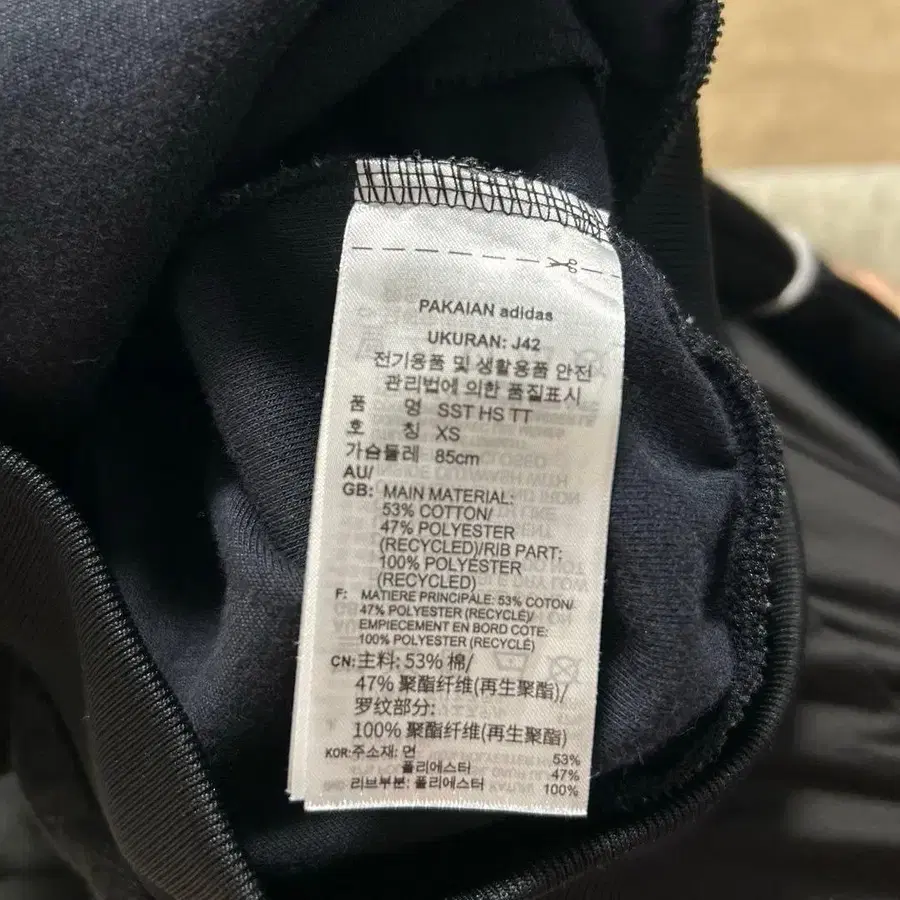 PAKAIAN adidas
UKURAN: J42
전기용품 및 생활용품 안전
관리법에 의한 품질표시
품 명 SST HS TT
호 칭 XS
가슴둘레 85cm
AU/
GB: MAIN MATERIAL:
53% COTTON/
47% POLYESTER
(RECYCLED)/RIB PART:
100% POLYESTER
(RECYCLED)
F: MATIERE PRINCIPALE: 53% COTON/
47% POLYESTER (RECYCLÉ)/
EMPIECEMENT EN BORD COTE:
100% POLYESTER (RECYCLÉ)
CN:主料: 53% 棉/
47% 聚酯纤维(再生聚酯)/
罗纹部分:
100% 聚酯纤维(再生聚酯)
KOR:주소재: 면 53%
폴리에스터 47%
리브부분: 폴리에스터 100%